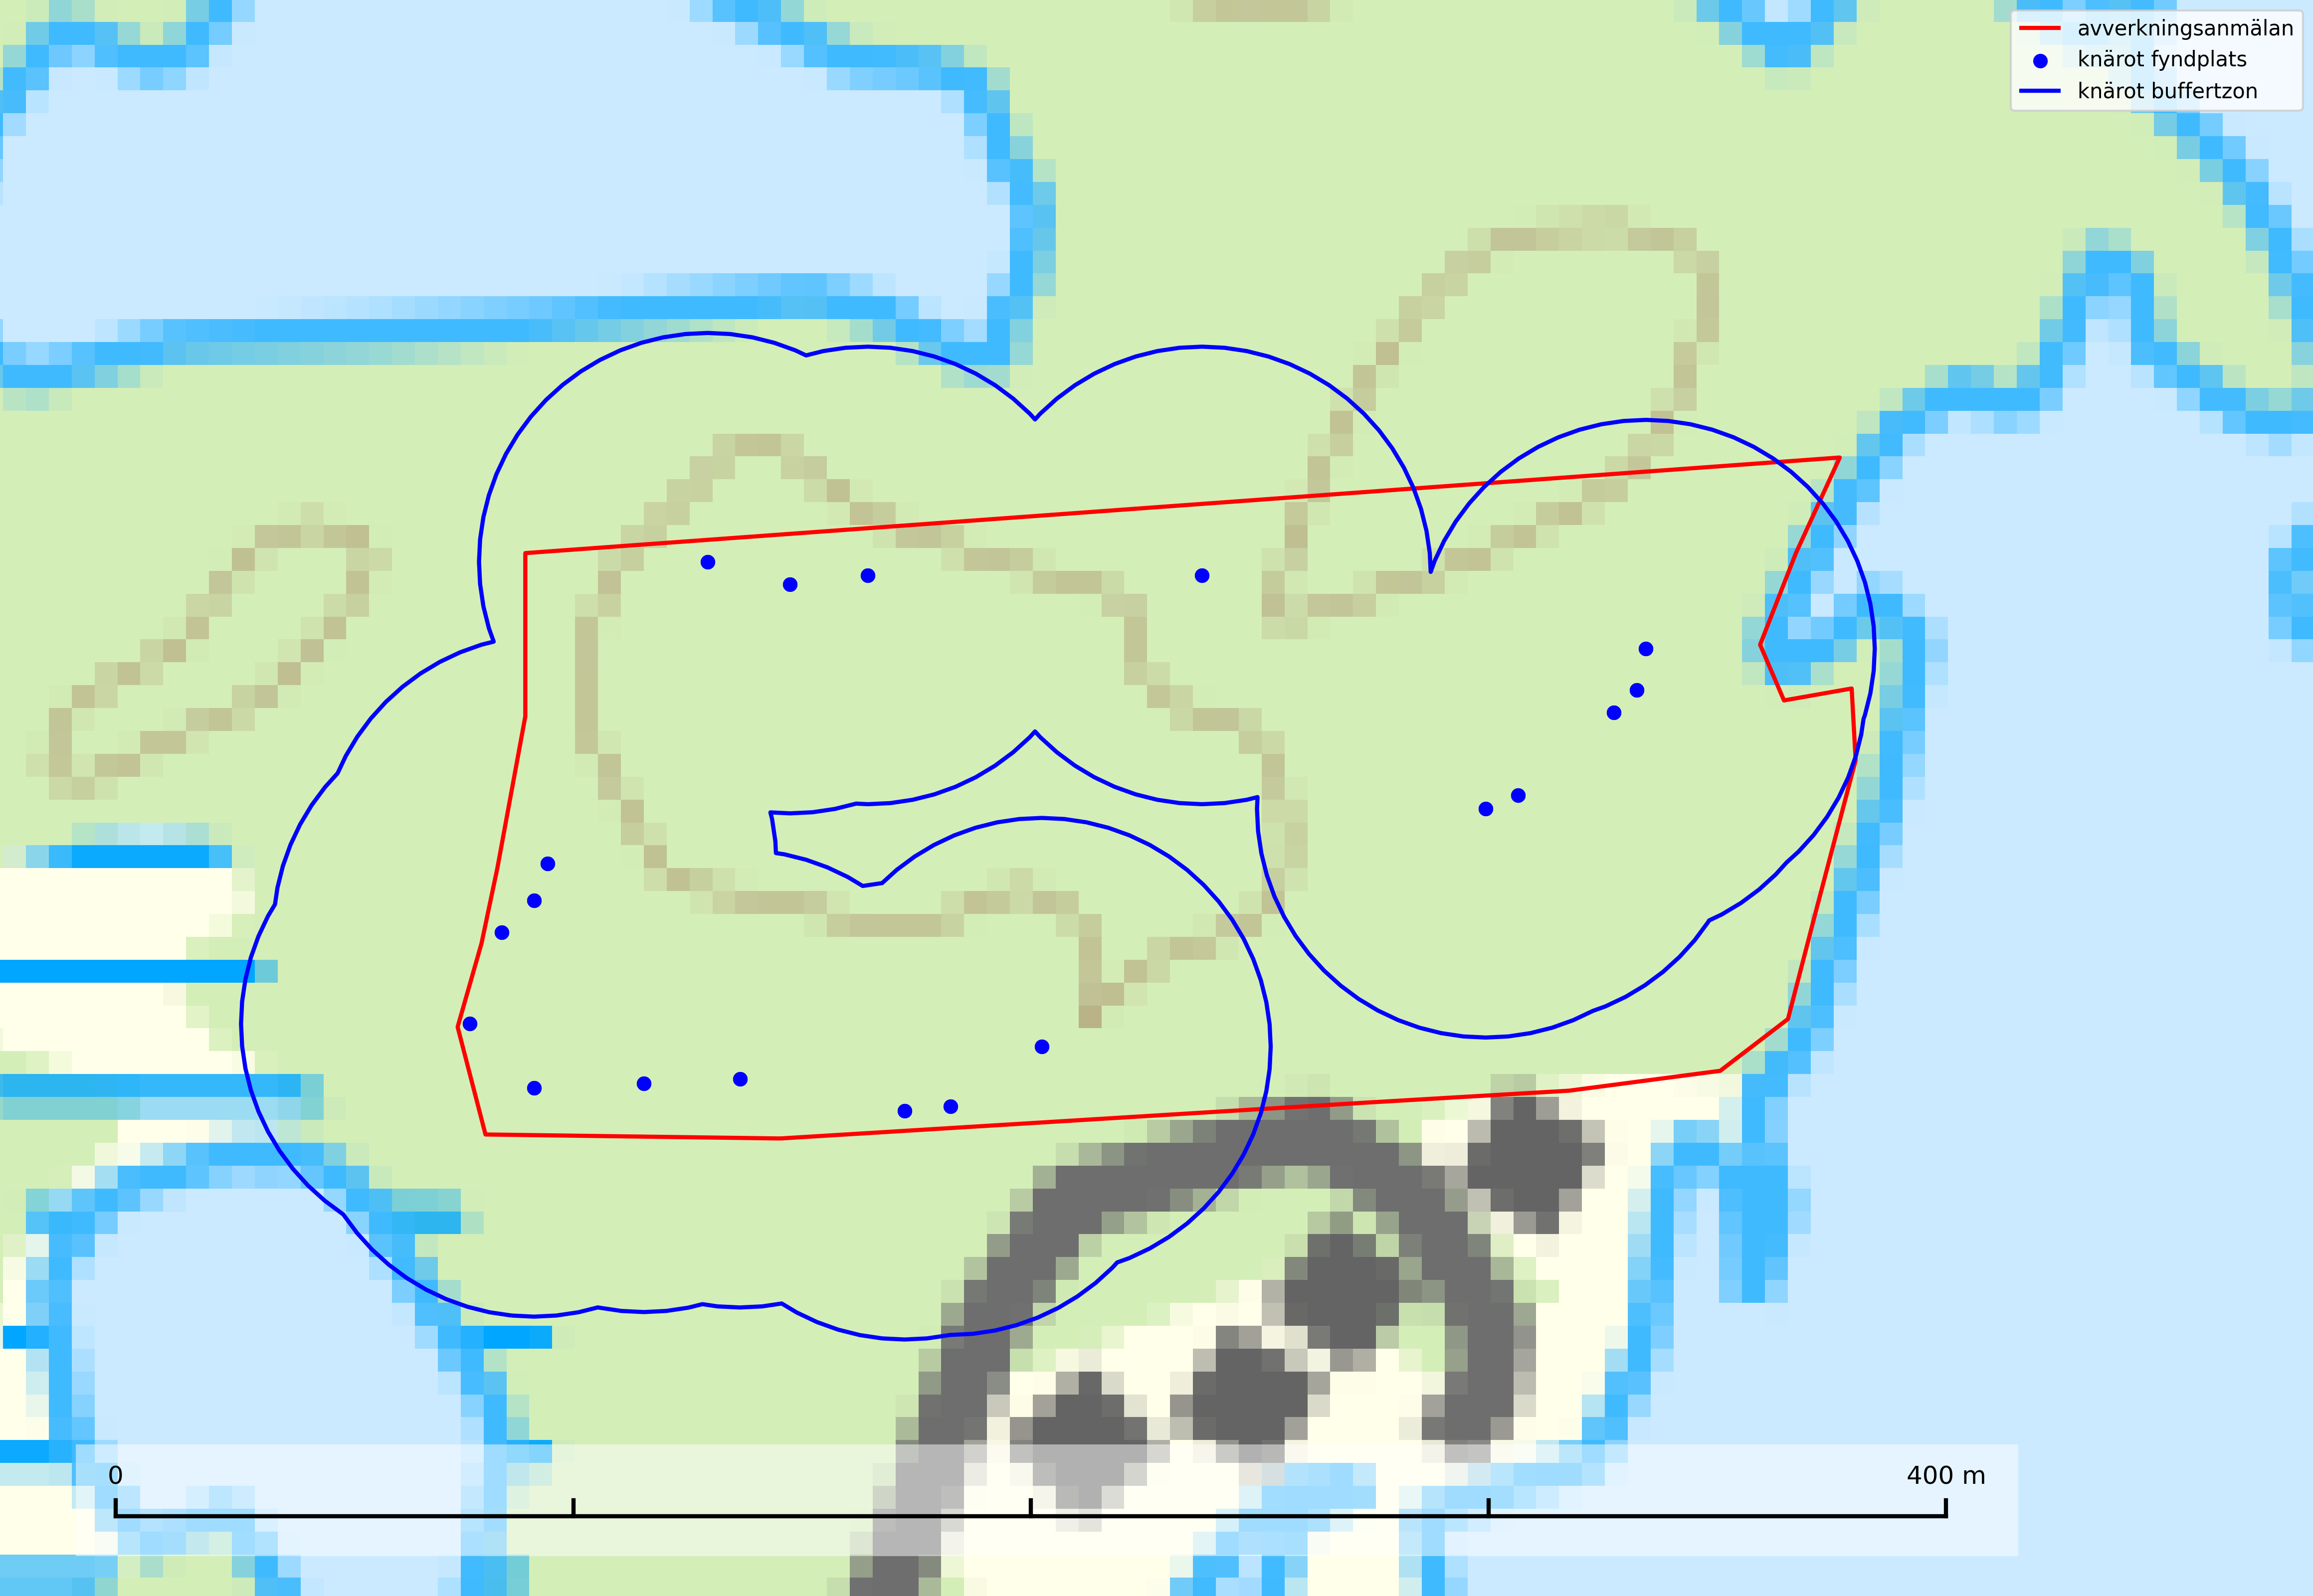 avverkningsanmälan
knärot fyndplats
knärot buffertzon
0
400 m